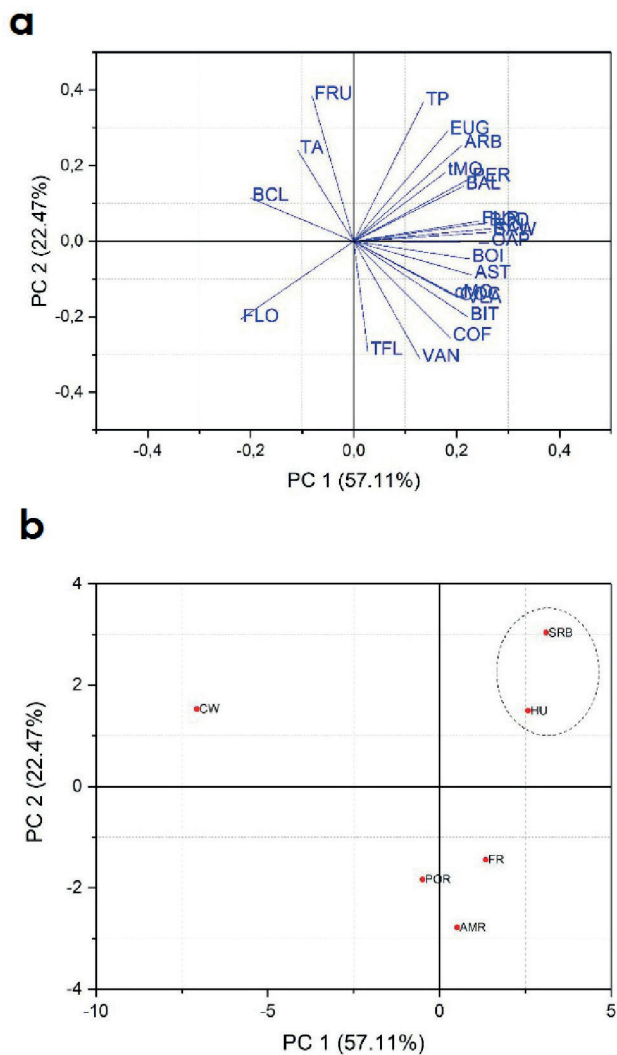 a
0,4
0,2
0,0
-0,2
-0,4
PC 2 (22.47%)
FRU
TP
EUG
ARB
TA
tMO
PER
BAL
BCL
BOI
AST
FLO
BIT
COF
TFL
VAN
-0,4
-0,2
0,0
0,2
0,4
PC 1 (57.11%)
b
4
2
0
-2
-4
PC 2 (22.47%)
SRB
CW
HU
FR
POR
AMR
-10
-5
0
5
PC 1 (57.11%)